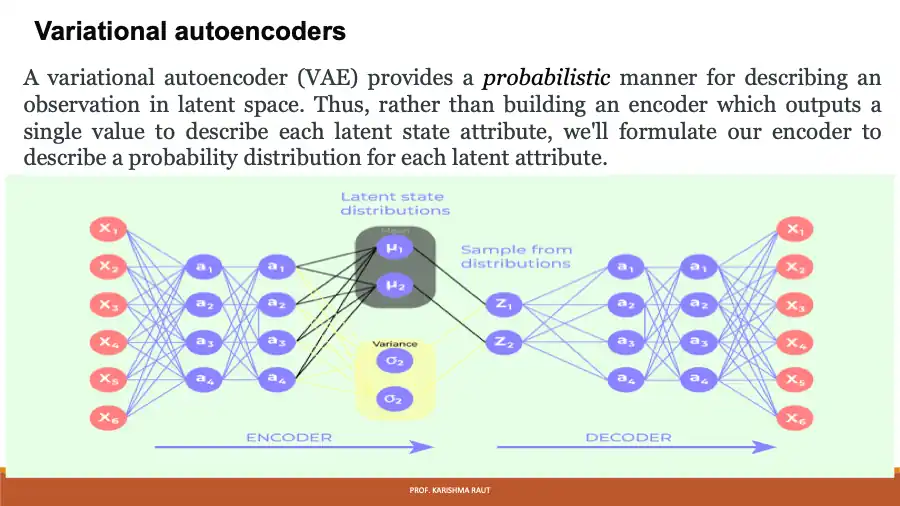 Variational autoencoders
A variational autoencoder (VAE) provides a probabilistic manner for describing an
observation in latent space. Thus, rather than building an encoder which outputs a
single value to describe each latent state attribute, we'll formulate our encoder to
describe a probability distribution for each latent attribute.
Latent state
distributions
Mean
Sample from
distributions
Variance
x₁
x₂
x₃
x₄
x₅
x₆
a₁
a₂
a₃
a₄
a₁
a₂
a₃
a₄
μ₁
μ₂
σ₂
σ₂
z₁
z₂
a₁
a₂
a₃
a₄
a₁
a₂
a₃
a₄
x₁
x₂
x₃
x₄
x₅
x₆
ENCODER
DECODER
PROF. KARISHMA RAUT